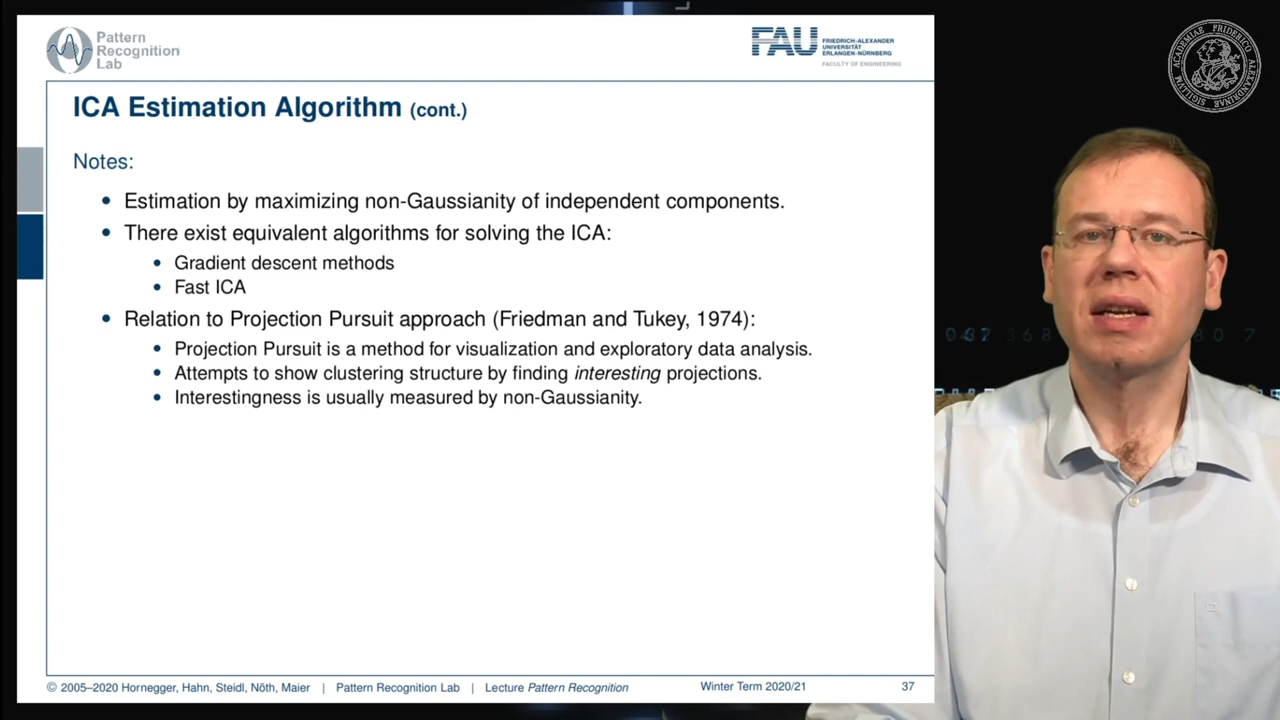 Pattern
Recognition
Lab
FAU
FRIEDRICH-ALEXANDER
UNIVERSITÄT
ERLANGEN-NÜRNBERG
FACULTY OF ENGINEERING
ICA Estimation Algorithm (cont.)
Notes:
• Estimation by maximizing non-Gaussianity of independent components.
• There exist equivalent algorithms for solving the ICA:
• Gradient descent methods
• Fast ICA
• Relation to Projection Pursuit approach (Friedman and Tukey, 1974):
• Projection Pursuit is a method for visualization and exploratory data analysis.
• Attempts to show clustering structure by finding interesting projections.
• Interestingness is usually measured by non-Gaussianity.
© 2005–2020 Hornegger, Hahn, Steidl, Nöth, Maier | Pattern Recognition Lab | Lecture Pattern Recognition Winter Term 2020/21 37